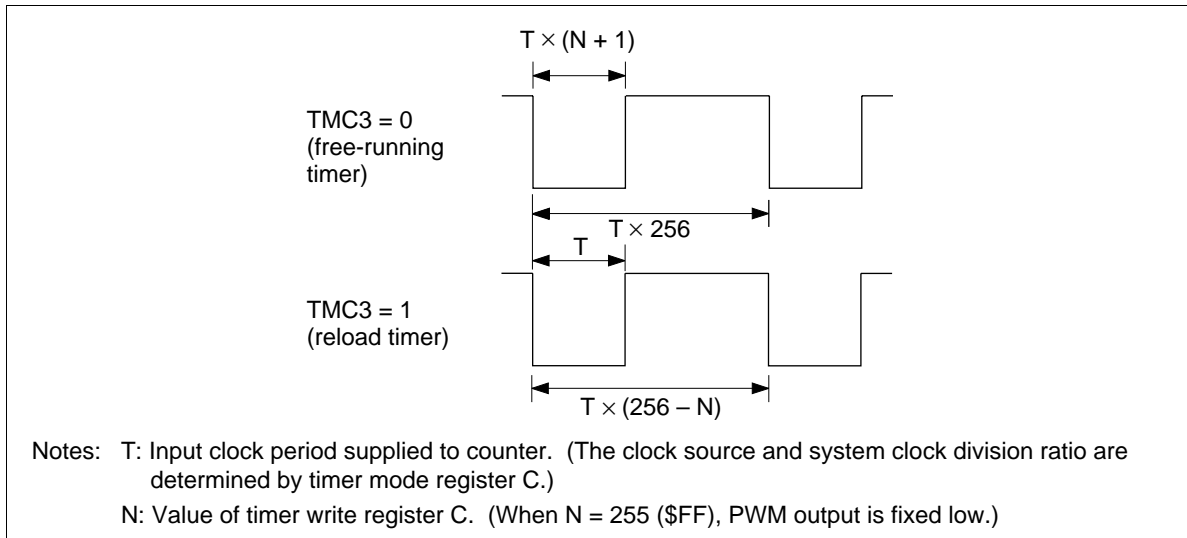 T × (N + 1)
TMC3 = 0
(free-running
timer)
T × 256
T
TMC3 = 1
(reload timer)
T × (256 – N)
Notes: T: Input clock period supplied to counter. (The clock source and system clock division ratio are
determined by timer mode register C.)
N: Value of timer write register C. (When N = 255 ($FF), PWM output is fixed low.)